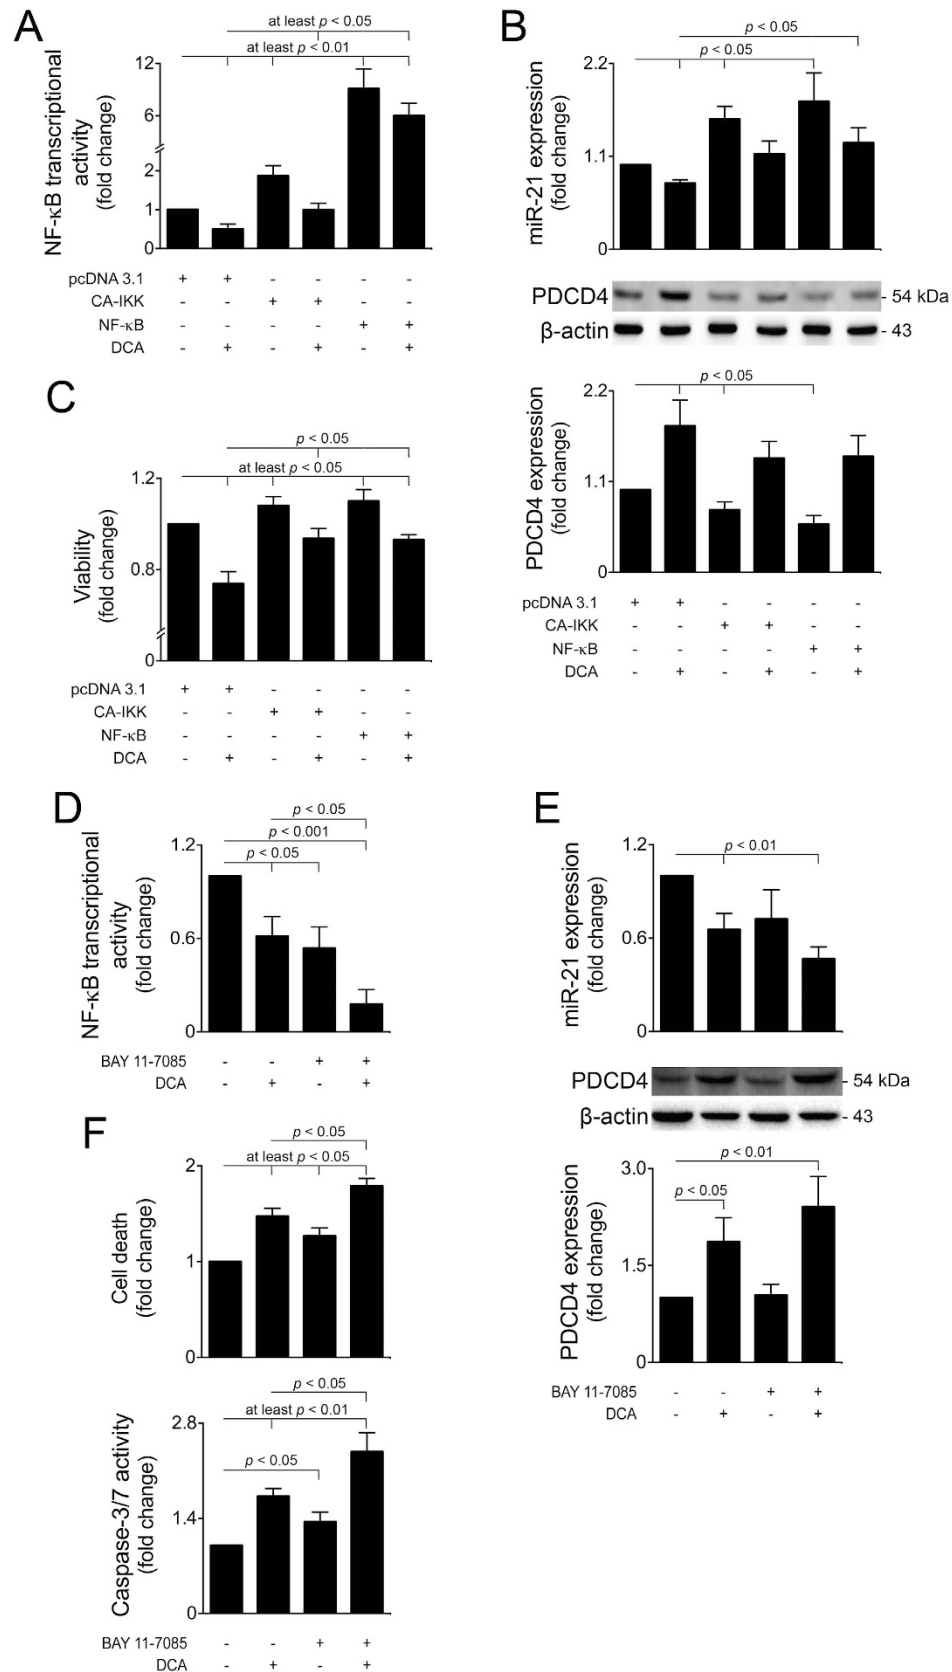 A
at least p < 0.05
at least p < 0.01
NF-κB transcriptional
activity
(fold change)
12
6
2
1
0
pcDNA 3.1 + + - - - -
CA-IKK - - + + - -
NF-κB - - - - + +
DCA - + - + - +
B
p < 0.05
p < 0.05
miR-21 expression
(fold change)
2.2
1.1
0
PDCD4 - 54 kDa
β-actin - 43
p < 0.05
PDCD4 expression
(fold change)
2.2
1.1
0
pcDNA 3.1 + + - - - -
CA-IKK - - + + - -
NF-κB - - - - + +
DCA - + - + - +
C
p < 0.05
at least p < 0.05
Viability
(fold change)
1.2
0.8
0
pcDNA 3.1 + + - - - -
CA-IKK - - + + - -
NF-κB - - - - + +
DCA - + - + - +
D
p < 0.05
p < 0.001
p < 0.05
NF-κB transcriptional
activity
(fold change)
1.2
0.6
0
BAY 11-7085 - - + +
DCA - + - +
E
p < 0.01
miR-21 expression
(fold change)
1.2
0.6
0
PDCD4 - 54 kDa
β-actin - 43
p < 0.01
p < 0.05
PDCD4 expression
(fold change)
3.0
1.5
0
BAY 11-7085 - - + +
DCA - + - +
F
p < 0.05
at least p < 0.05
Cell death
(fold change)
2
1
0
p < 0.05
at least p < 0.01
p < 0.05
Caspase-3/7 activity
(fold change)
2.8
1.4
0
BAY 11-7085 - - + +
DCA - + - +